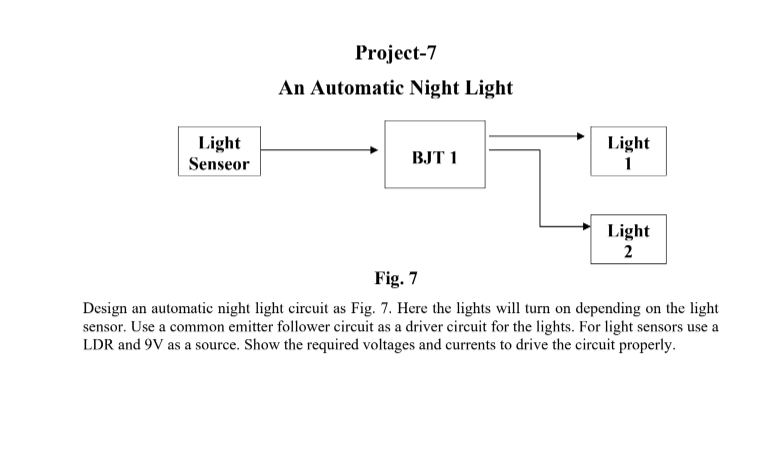 Project-7
An Automatic Night Light
Light
Senseor
BJT 1
Light
1
Light
2
Fig. 7
Design an automatic night light circuit as Fig. 7. Here the lights will turn on depending on the light
sensor. Use a common emitter follower circuit as a driver circuit for the lights. For light sensors use a
LDR and 9V as a source. Show the required voltages and currents to drive the circuit properly.